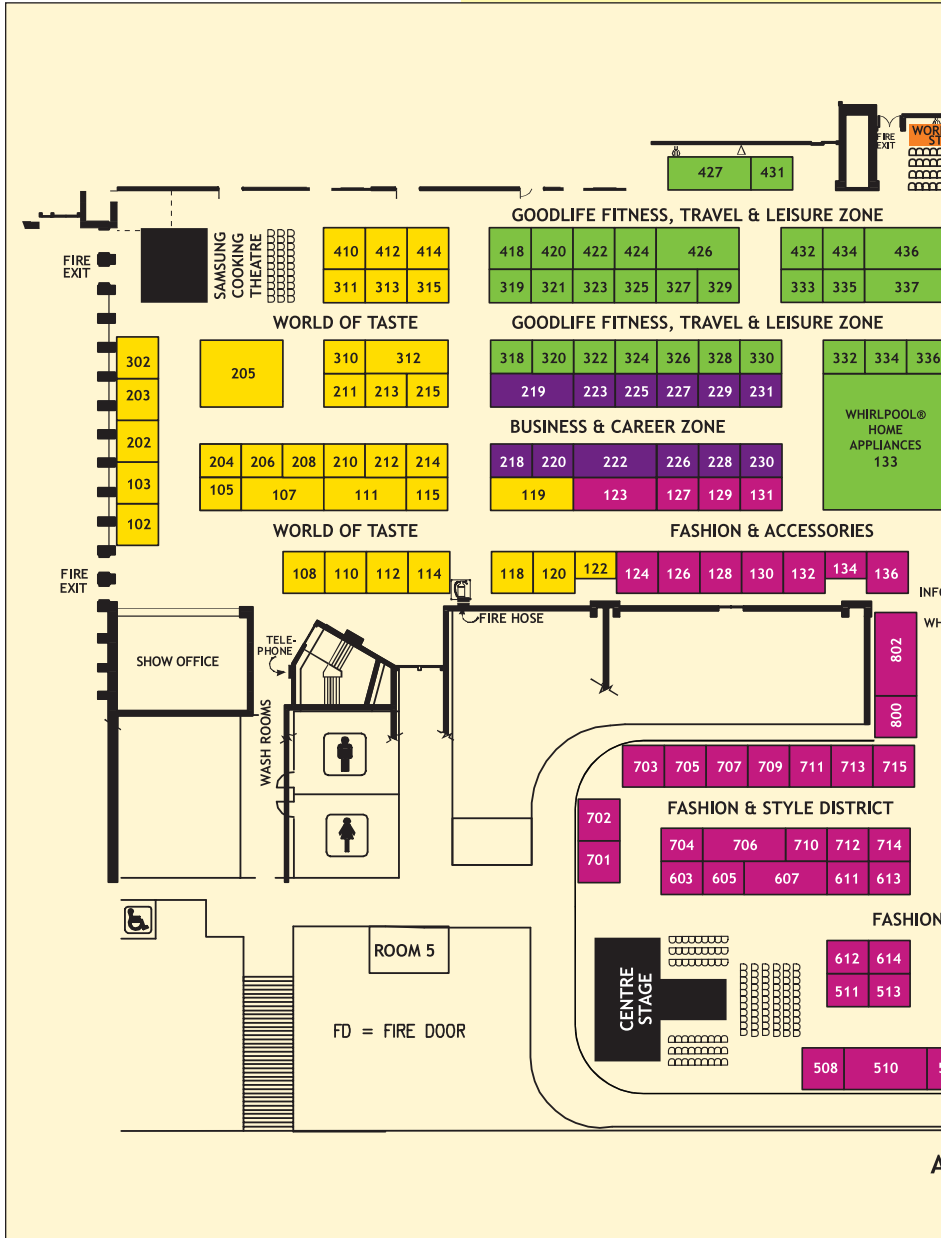 FIRE
EXIT
WOR
ST
427 431
GOODLIFE FITNESS, TRAVEL & LEISURE ZONE
FIRE
EXIT
SAMSUNG
COOKING
THEATRE
410 412 414 418 420 422 424 426 432 434 436
311 313 315 319 321 323 325 327 329 333 335 337
WORLD OF TASTE GOODLIFE FITNESS, TRAVEL & LEISURE ZONE
302 205 310 312 318 320 322 324 326 328 330 332 334 336
203 211 213 215 219 223 225 227 229 231
WHIRLPOOL®
HOME
APPLIANCES
133
BUSINESS & CAREER ZONE
202 204 206 208 210 212 214 218 220 222 226 228 230
103 105 107 111 115 119 123 127 129 131
102
WORLD OF TASTE FASHION & ACCESSORIES
FIRE
EXIT
108 110 112 114 118 120 122 124 126 128 130 132 134 136
INFO
FIRE HOSE
WH
TELE-
PHONE
SHOW OFFICE
802
800
WASH ROOMS
703 705 707 709 711 713 715
FASHION & STYLE DISTRICT
702
701
704 706 710 712 714
603 605 607 611 613
FASHION
ROOM 5
612 614
511 513
CENTRE
STAGE
FD = FIRE DOOR
508 510 5
A